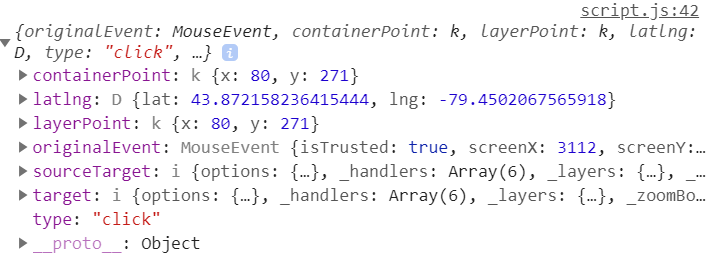 script.js:42
{originalEvent: MouseEvent, containerPoint: k, layerPoint: k, latlng:
D, type: "click", …}
containerPoint: k {x: 80, y: 271}
latlng: D {lat: 43.872158236415444, lng: -79.4502067565918}
layerPoint: k {x: 80, y: 271}
originalEvent: MouseEvent {isTrusted: true, screenX: 3112, screenY:…
sourceTarget: i {options: {…}, _handlers: Array(6), _layers: {…}, _…
target: i {options: {…}, _handlers: Array(6), _layers: {…}, _zoomBo…
type: "click"
__proto__: Object